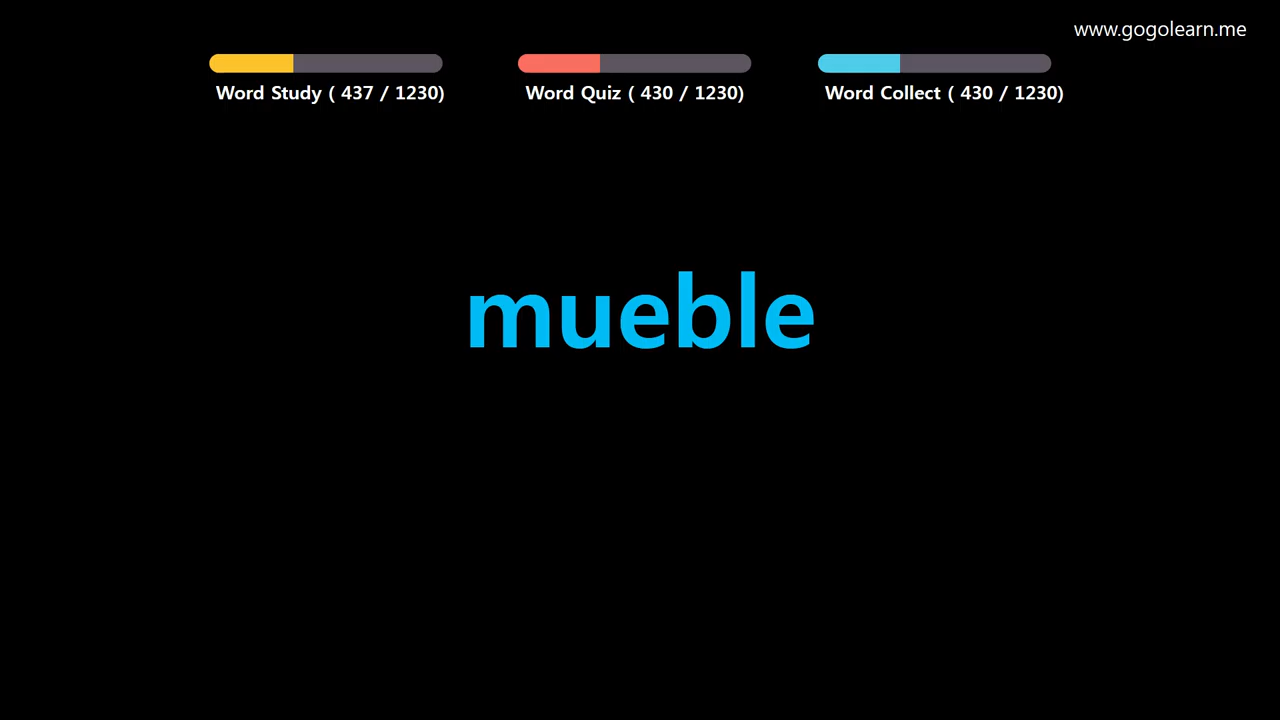 www.gogolearn.me
Word Study ( 437 / 1230)
Word Quiz ( 430 / 1230)
Word Collect ( 430 / 1230)
mueble